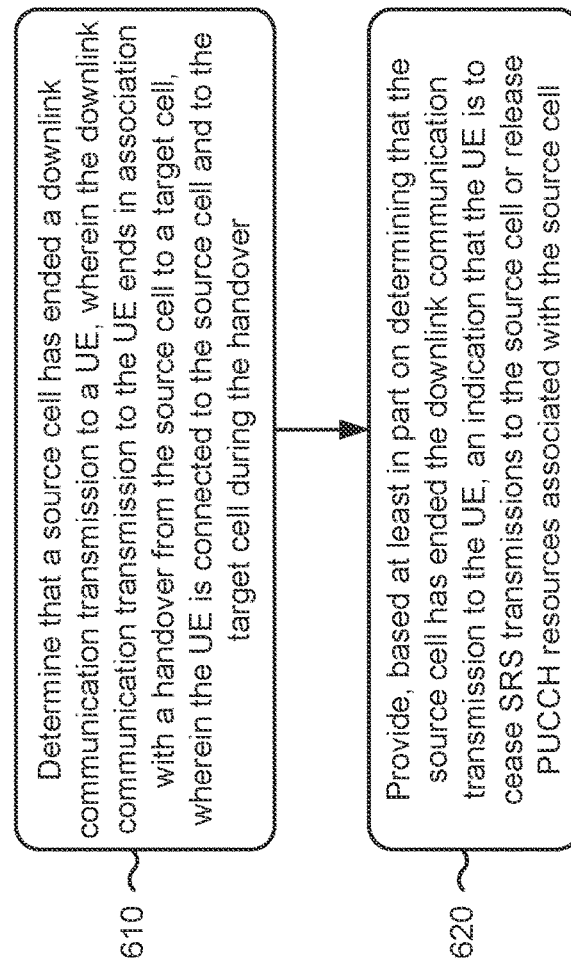 610
Determine that a source cell has ended a downlink
communication transmission to a UE, wherein the downlink
communication transmission to the UE ends in association
with a handover from the source cell to a target cell,
wherein the UE is connected to the source cell and to the
target cell during the handover
620
Provide, based at least in part on determining that the
source cell has ended the downlink communication
transmission to the UE, an indication that the UE is to
cease SRS transmissions to the source cell or release
PUCCH resources associated with the source cell